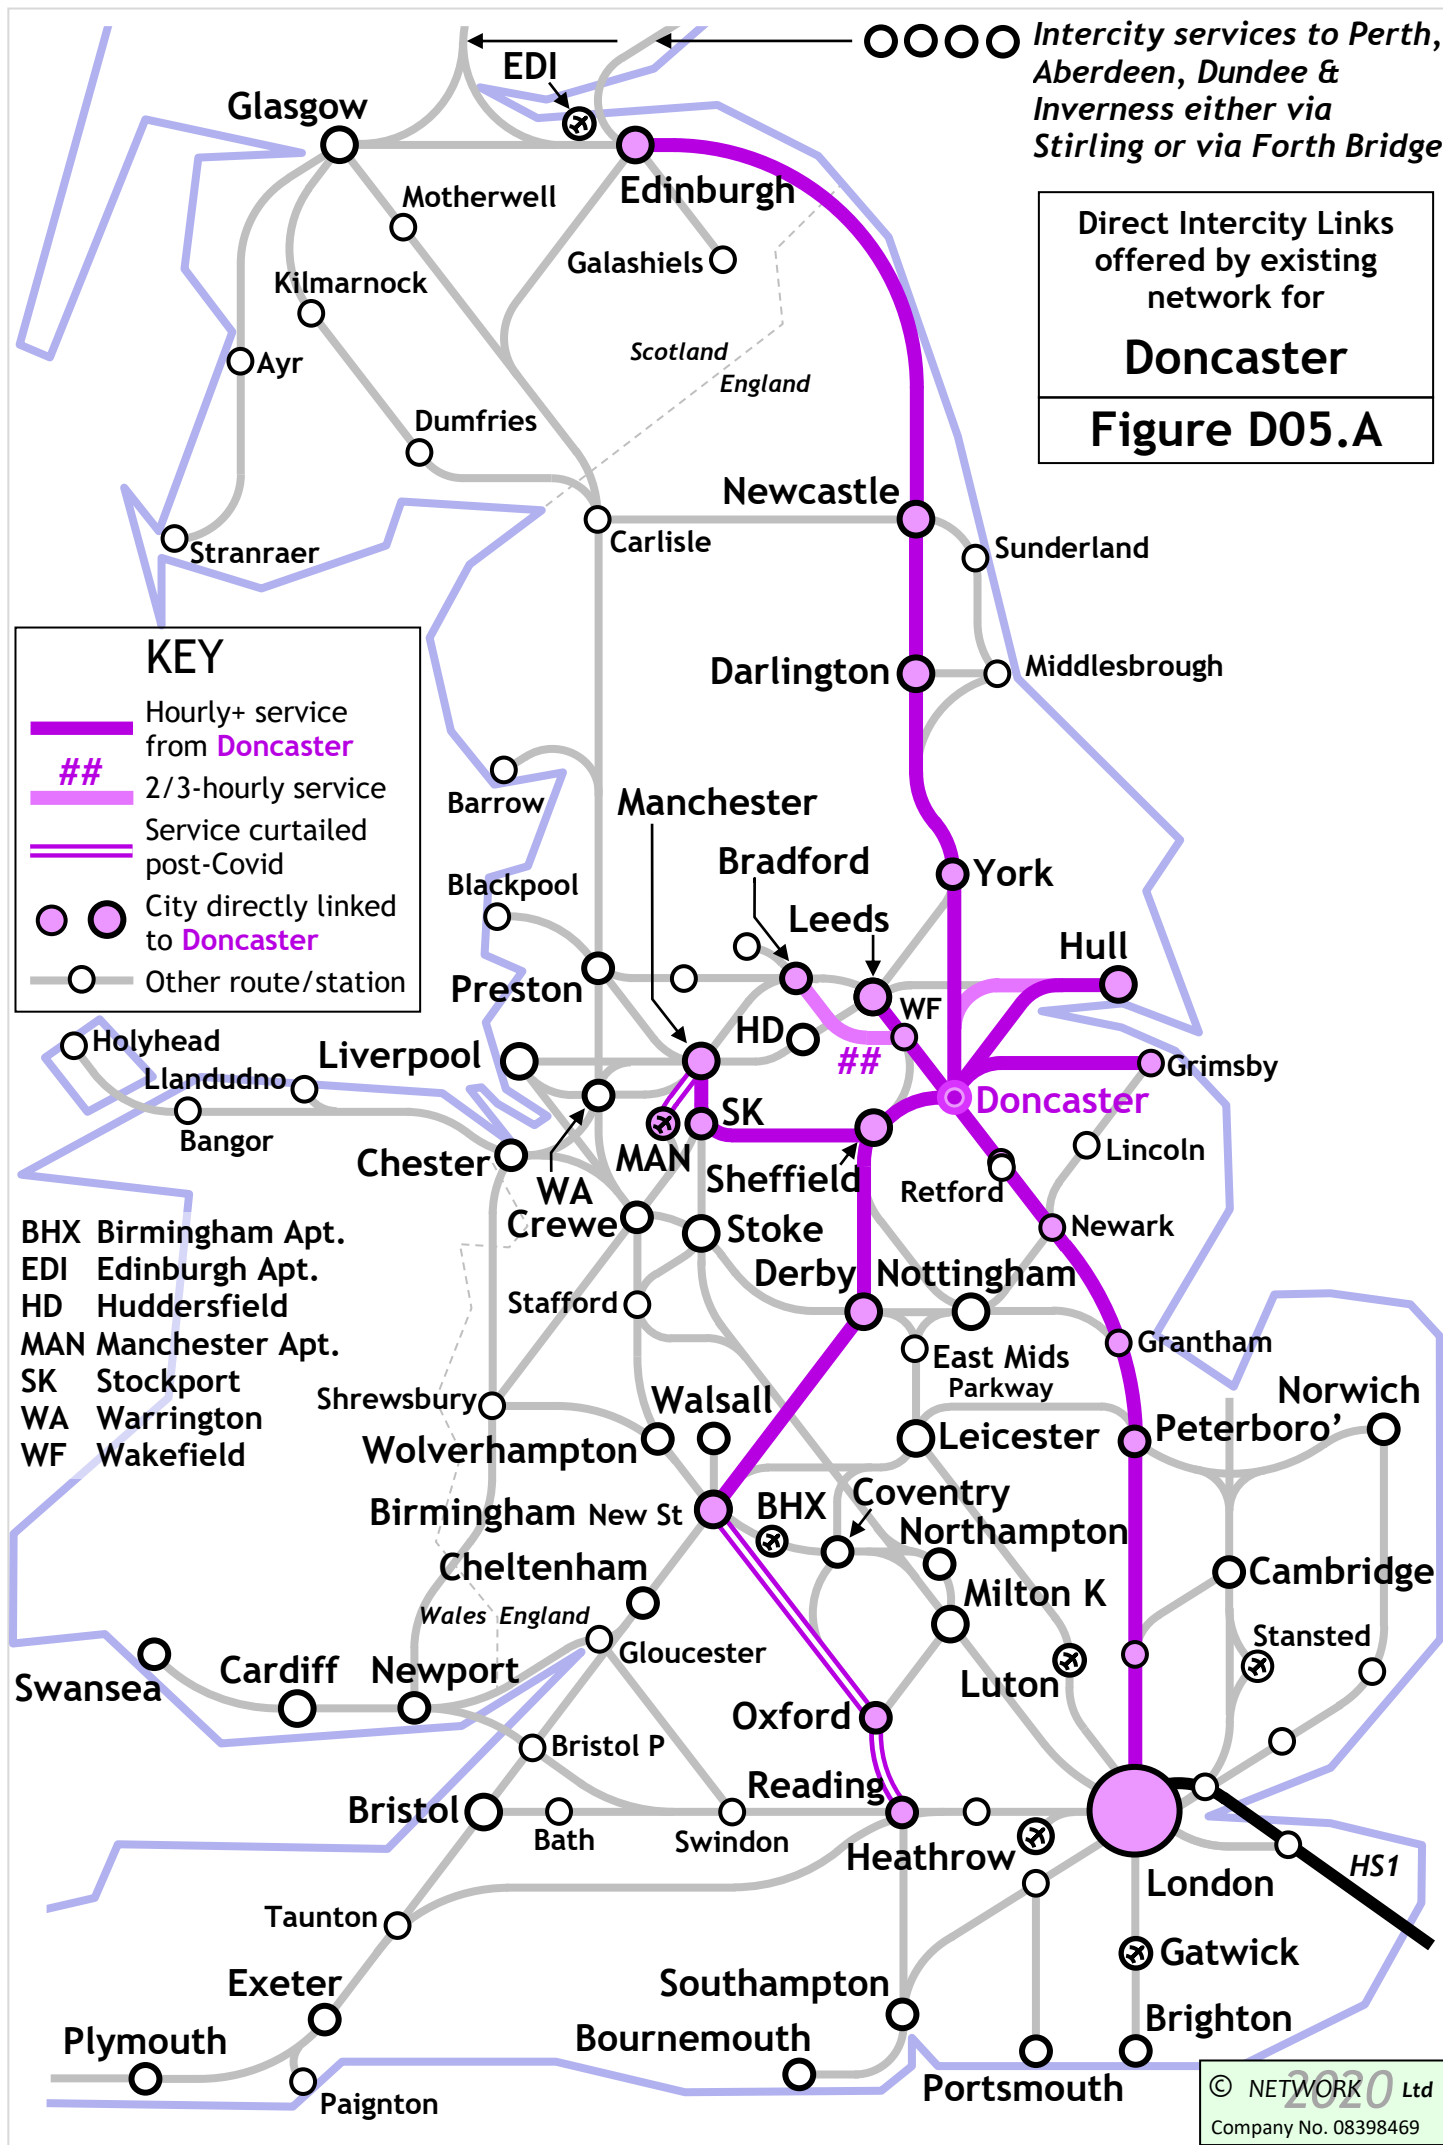 Intercity services to Perth,
Aberdeen, Dundee &
Inverness either via
Stirling or via Forth Bridge
EDI
Glasgow
Edinburgh
Motherwell
Galashiels
Kilmarnock
Ayr
Scotland
England
Dumfries
Direct Intercity Links
offered by existing
network for
Doncaster
Figure D05.A
Newcastle
Carlisle
Sunderland
Stranraer
Darlington
Middlesbrough
KEY
Hourly+ service
from Doncaster
##
2/3-hourly service
Service curtailed
post-Covid
City directly linked
to Doncaster
Other route/station
Barrow
Manchester
Bradford
York
Blackpool
Leeds
Hull
Preston
WF
HD
##
Holyhead
Liverpool
Llandudno
Grimsby
Doncaster
Bangor
SK
MAN
Chester
Lincoln
Sheffield
Retford
WA
Crewe
Stoke
Newark
BHX Birmingham Apt.
EDI Edinburgh Apt.
HD Huddersfield
MAN Manchester Apt.
SK Stockport
WA Warrington
WF Wakefield
Derby
Nottingham
Stafford
Grantham
East Mids
Parkway
Shrewsbury
Walsall
Norwich
Wolverhampton
Leicester
Peterboro’
Birmingham New St
BHX
Coventry
Northampton
Cheltenham
Cambridge
Milton K
Wales England
Gloucester
Stansted
Swansea
Cardiff
Newport
Luton
Oxford
Bristol P
Reading
Bristol
Bath
Swindon
Heathrow
London
HS1
Taunton
Gatwick
Exeter
Southampton
Brighton
Plymouth
Bournemouth
Portsmouth
Paignton
© NETWORK 2020 Ltd
Company No. 08398469